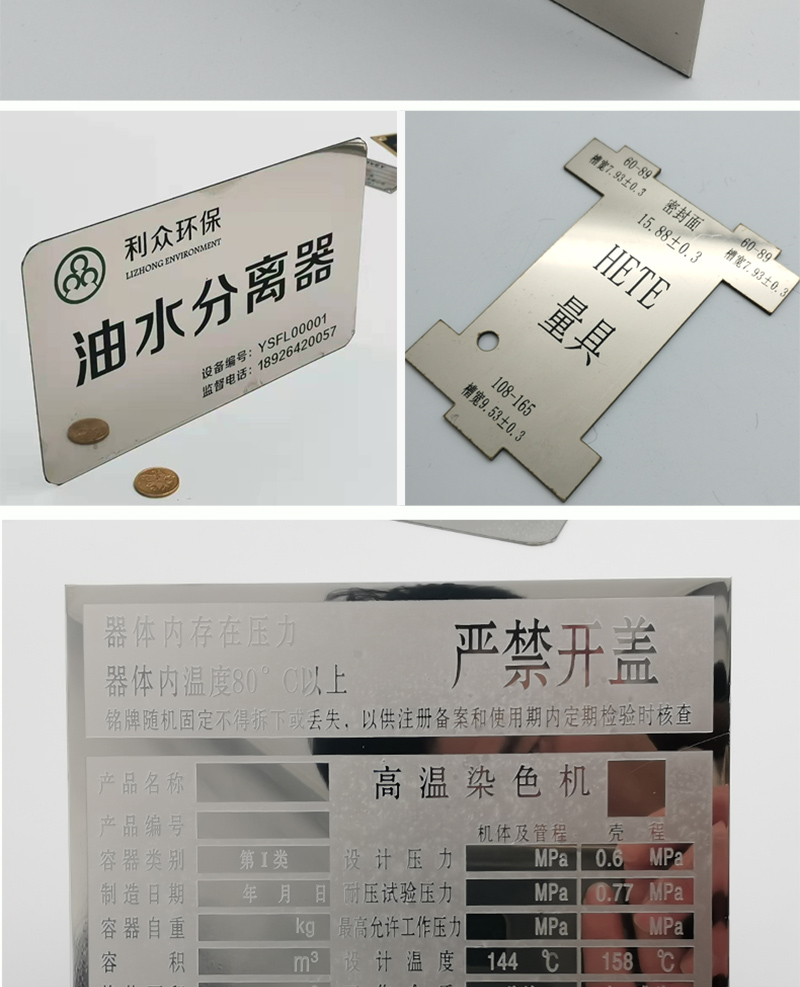 利众环保
LIZHONG ENVIRONMENT
油水分离器
设备编号：YSFL00001
监督电话：18926420057
60-89
槽宽7.93±0.3
密封面
15.88±0.3
60-89
槽宽7.93±0.3
HETE
量具
108-165
槽宽9.53±0.3
器体内存在压力
严禁开盖
器体内温度80°C以上
铭牌随机固定不得拆下或丢失，以供注册备案和使用期内定期检验时核查
产品名称
高温染色机
产品编号
机体及管程 壳程
容器类别 第I类 设计压力 MPa 0.6 MPa
制造日期 年 月 日 耐压试验压力 MPa 0.77 MPa
容器自重 kg 最高允许工作压力 MPa MPa
容积 m³ 设计温度 144 ℃ 158 ℃